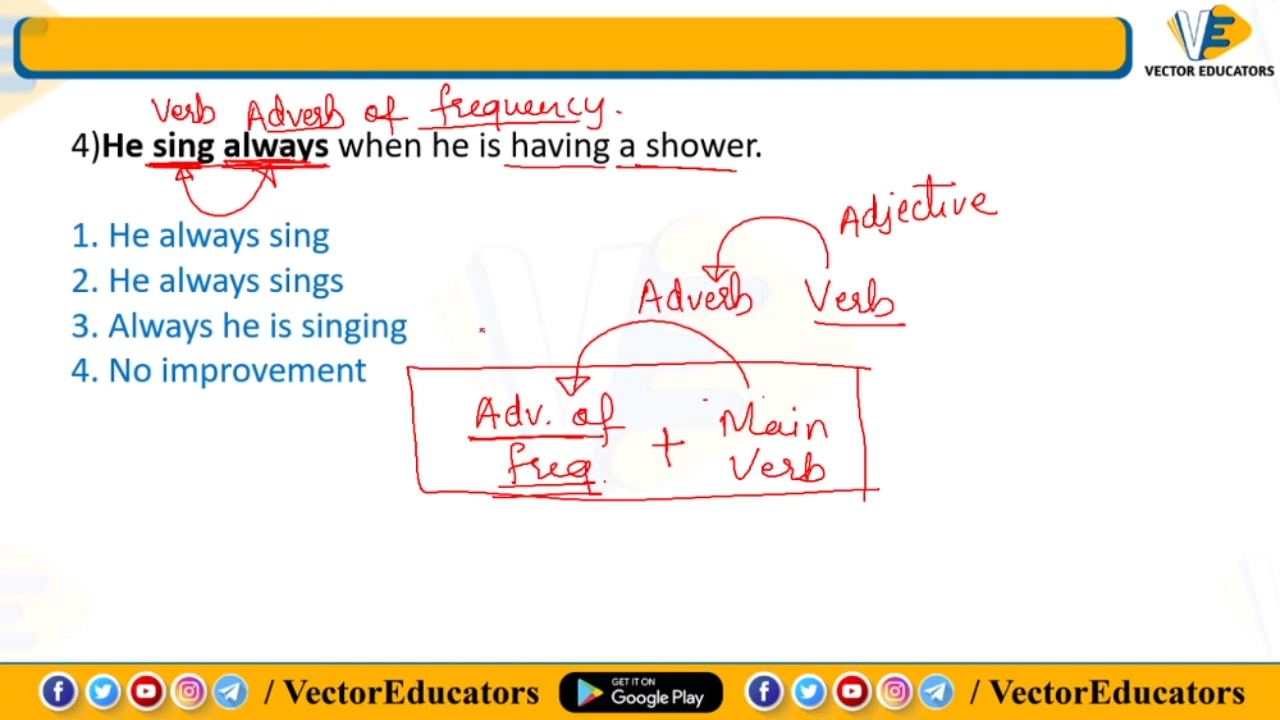 VE
VECTOR EDUCATORS
Verb Adverb of frequency.
4)He sing always when he is having a shower.
Adjective
1. He always sing
2. He always sings
Adverb Verb
3. Always he is singing
4. No improvement
Adv. of freq. + Main Verb
/ VectorEducators
GET IT ON
Google Play
/ VectorEducators